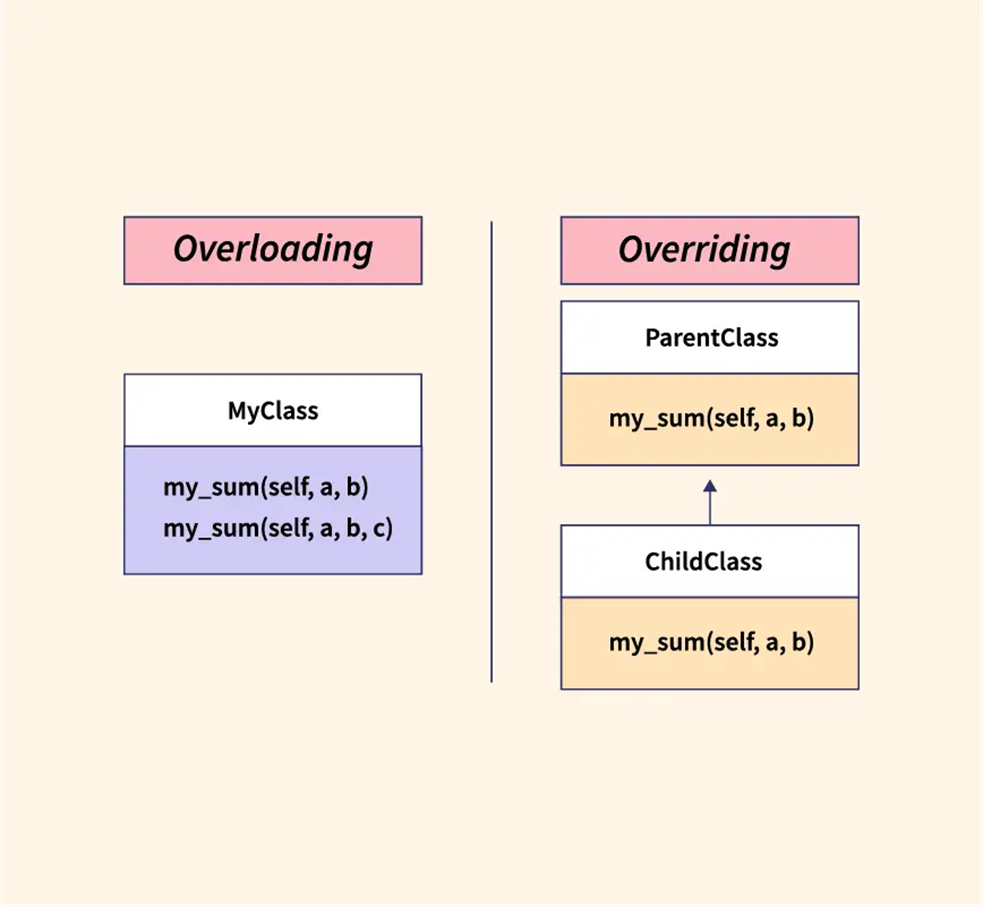 Overloading
MyClass
my_sum(self, a, b)
my_sum(self, a, b, c)
Overriding
ParentClass
my_sum(self, a, b)
ChildClass
my_sum(self, a, b)